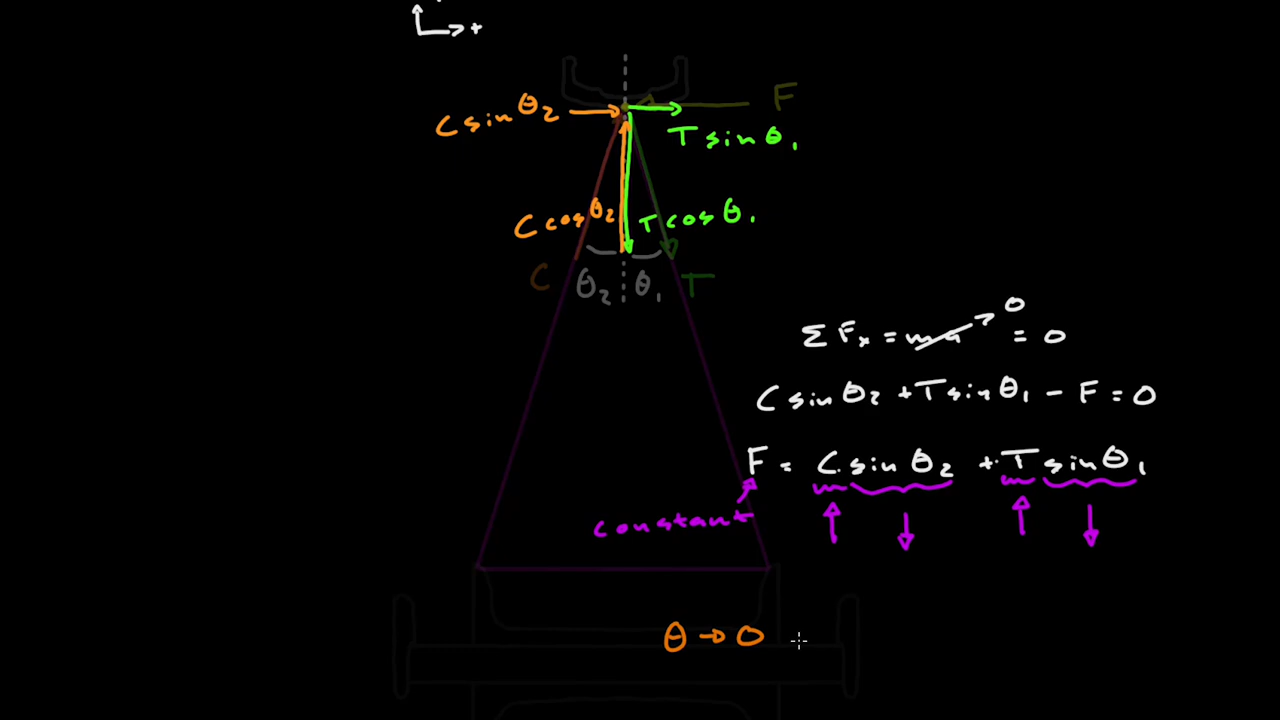 +
C sin θ₂
F
T sin θ₁
C cos θ₂
T cos θ₁
C
θ₂
θ₁
T
Σ Fₓ = ma → 0 = 0
C sin θ₂ + T sin θ₁ - F = 0
F = C sin θ₂ + T sin θ₁
constant
θ → 0